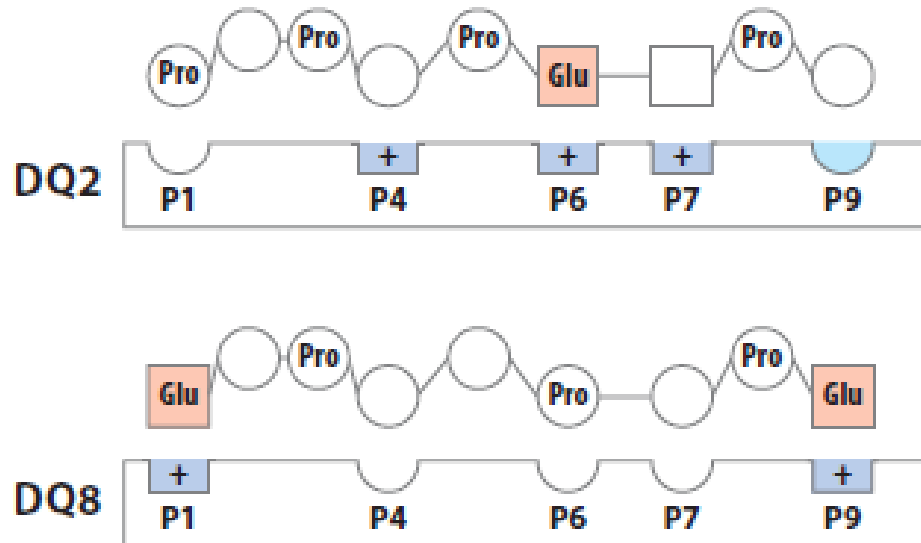 Pro Pro Pro Glu Pro
+ + +
DQ2
P1 P4 P6 P7 P9
Glu Pro Pro Pro Glu
+ +
DQ8
P1 P4 P6 P7 P9